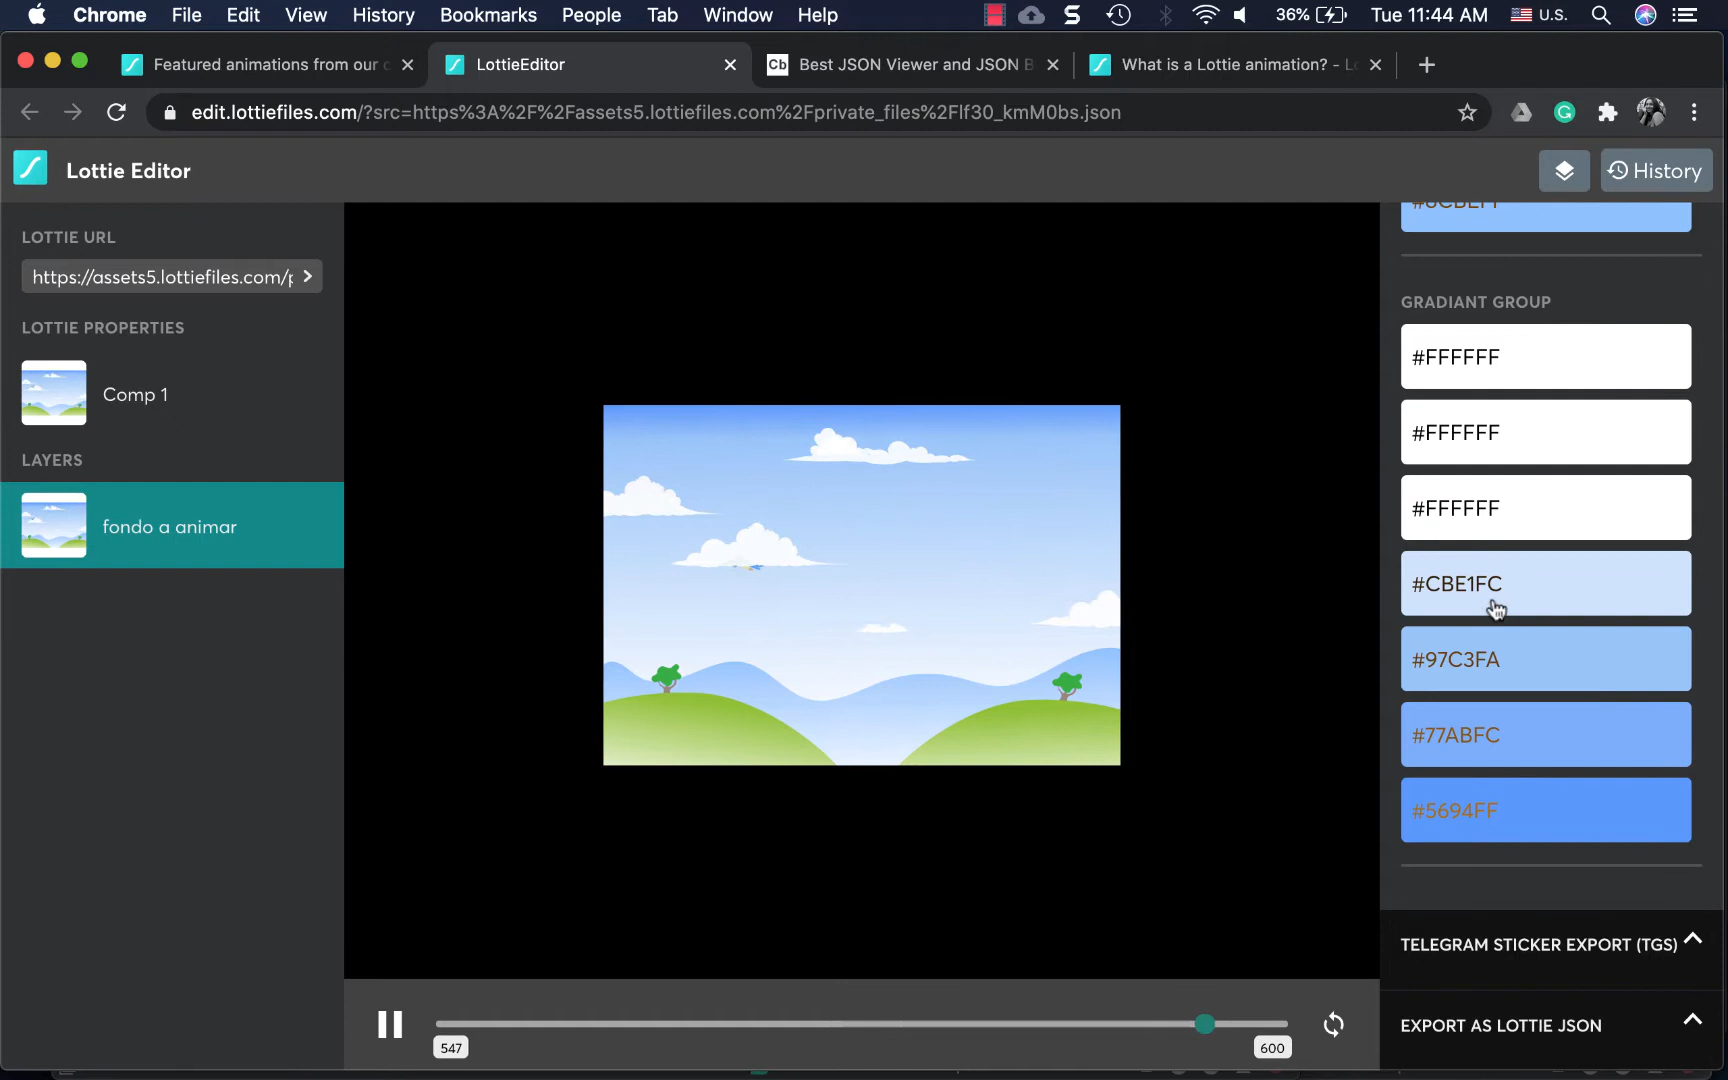 Chrome File Edit View History Bookmarks People Tab Window Help
S 36% Tue 11:44 AM U.S.
Featured animations from our
LottieEditor
Cb Best JSON Viewer and JSON B
What is a Lottie animation? - Lo
edit.lottiefiles.com/?src=https%3A%2F%2Fassets5.lottiefiles.com%2Fprivate_files%2Flf30_kmM0bs.json
Lottie Editor
History
LOTTIE URL
https://assets5.lottiefiles.com/p
LOTTIE PROPERTIES
Comp 1
LAYERS
fondo a animar
GRADIANT GROUP
#FFFFFF
#FFFFFF
#FFFFFF
#CBE1FC
#97C3FA
#77ABFC
#5694FF
TELEGRAM STICKER EXPORT (TGS)
EXPORT AS LOTTIE JSON
547
600